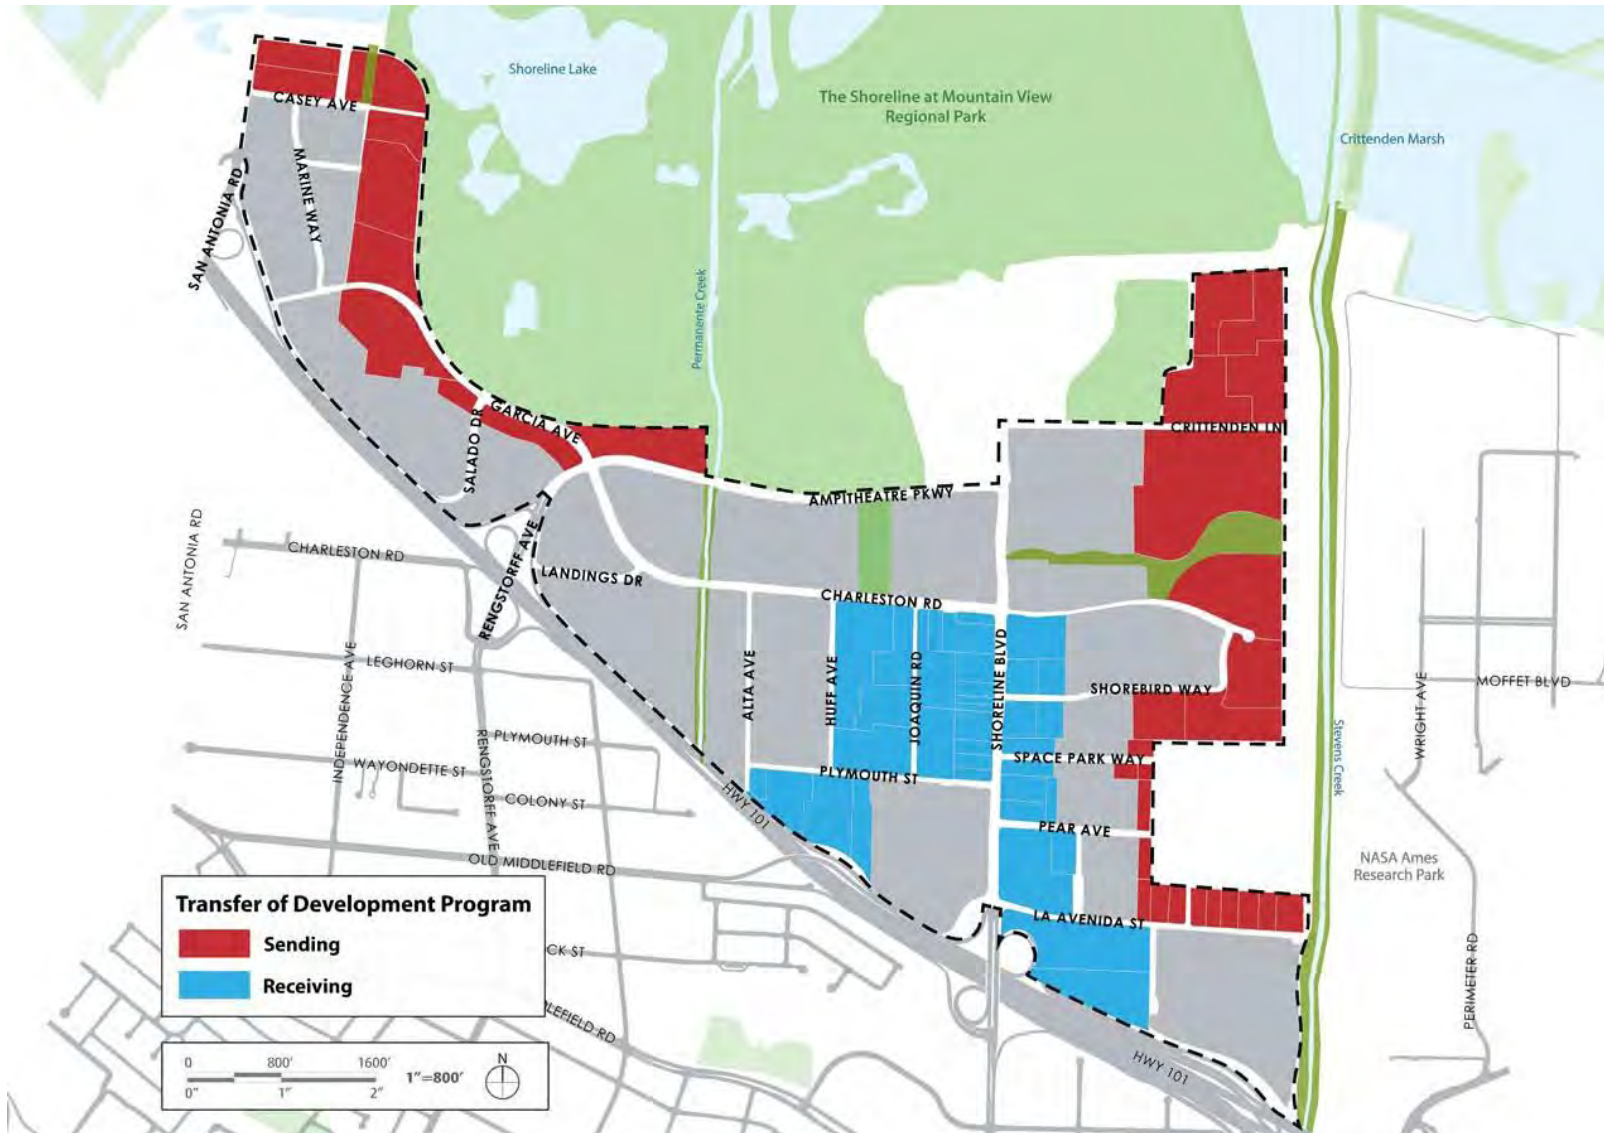 Shoreline Lake
The Shoreline at Mountain View
Regional Park
Crittenden Marsh
CASEY AVE
MARINE WAY
SAN ANTONIA RD
Permanente Creek
GARCIA AVE
SALADO DR
CRITTENDEN LN
AMPITHEATRE PKWY
SAN ANTONIA RD
CHARLESTON RD
RENGSTORFF AVE
LANDINGS DR
CHARLESTON RD
LEGHORN ST
INDEPENDENCE AVE
ALTA AVE
HUFF AVE
JOAQUIN RD
SHORELINE BLVD
SHOREBIRD WAY
MOFFET BLVD
WRIGHT AVE
Stevens Creek
PLYMOUTH ST
RENGSTORFF AVE
WAYONDETTE ST
COLONY ST
PLYMOUTH ST
SPACE PARK WAY
HWY 101
PEAR AVE
OLD MIDDLEFIELD RD
NASA Ames
Research Park
LA AVENIDA ST
PERIMETER RD
Transfer of Development Program
Sending
Receiving
CK ST
DLEFIELD RD
HWY 101
0 800' 1600'
0" 1" 2"
1"=800'
N